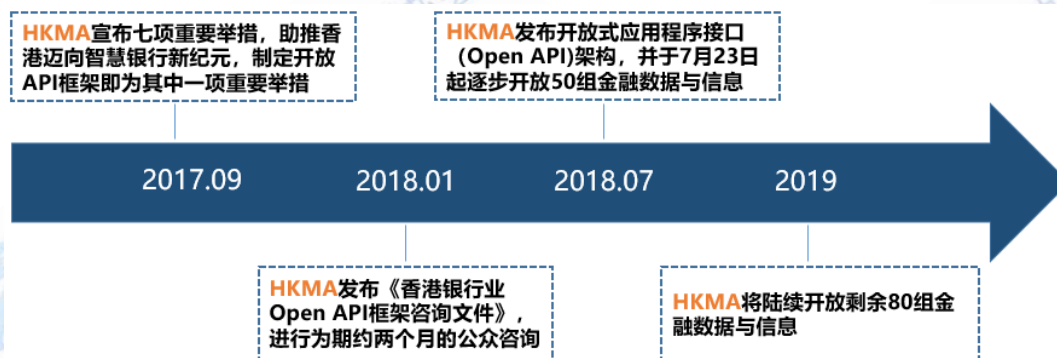 HKMA宣布七项重要举措，助推香
港迈向智慧银行新纪元，制定开放
API框架即为其中一项重要举措
HKMA发布开放式应用程序接口
（Open API)架构，并于7月23日
起逐步开放50组金融数据与信息
2017.09
2018.01
2018.07
2019
HKMA发布《香港银行业
Open API框架咨询文件》，
进行为期约两个月的公众咨询
HKMA将陆续开放剩余80组金
融数据与信息